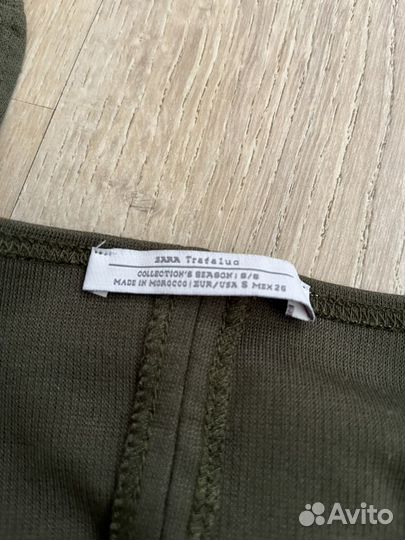 ZARA Trafaluc
COLLECTION'S SEASON | S/S
MADE IN MOROCCO | EUR/USA S MEX 26
Avito